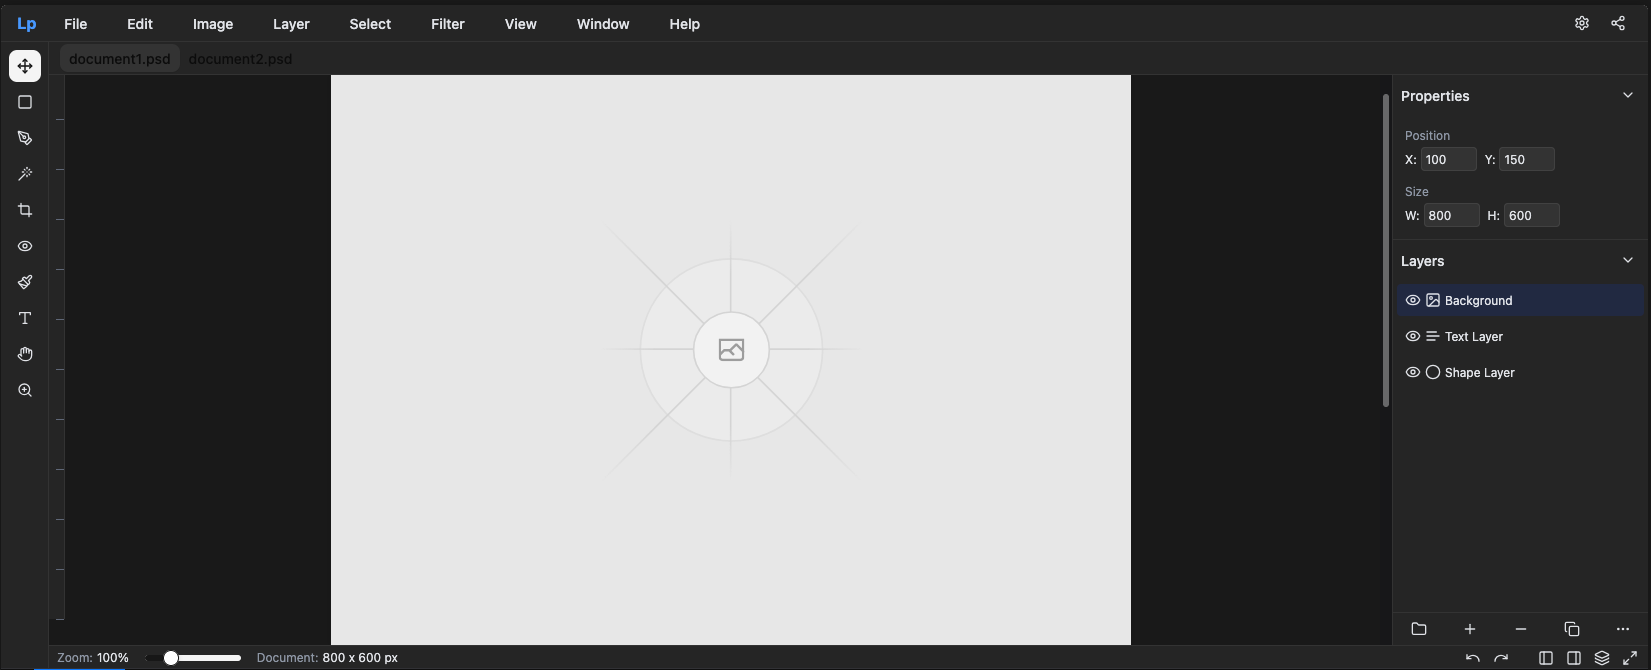 Lp File Edit Image Layer Select Filter View Window Help
document1.psd document2.psd
Properties
Position
X: 100 Y: 150
Size
W: 800 H: 600
Layers
Background
Text Layer
Shape Layer
Zoom: 100% Document: 800 x 600 px